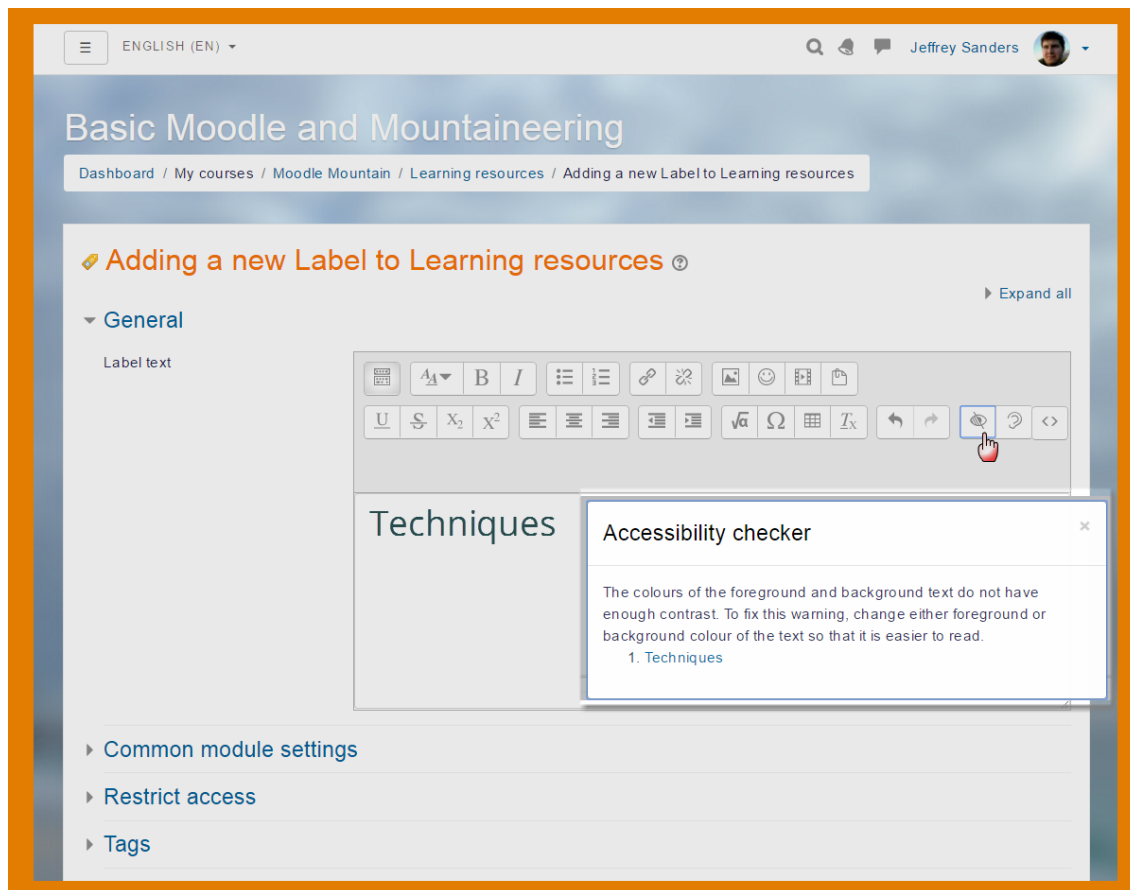 ENGLISH (EN)
Jeffrey Sanders
Basic Moodle and Mountaineering
Dashboard / My courses / Moodle Mountain / Learning resources / Adding a new Label to Learning resources
Adding a new Label to Learning resources
Expand all
General
Label text
B I
U S X2 X2 √α Ω Tx <>
Techniques
Accessibility checker
The colours of the foreground and background text do not have
enough contrast. To fix this warning, change either foreground or
background colour of the text so that it is easier to read.
1. Techniques
Common module settings
Restrict access
Tags